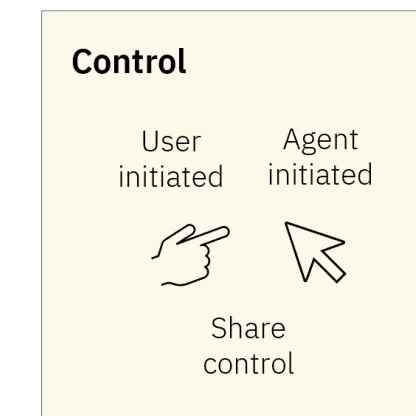 Control
User
initiated
Agent
initiated
Share
control